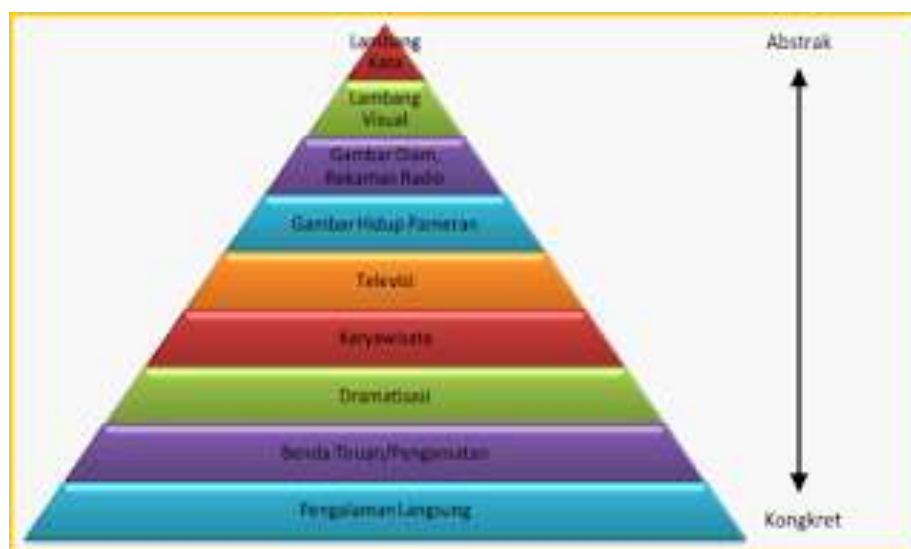 Lambang
Kata
Abstrak
Lambang
Visual
Gambar Diam,
Rekaman Radio
Gambar Hidup Pameran
Televisi
Karyawisata
Dramatisasi
Benda Tiruan/Pengamatan
Pengalaman Langsung
Kongkret